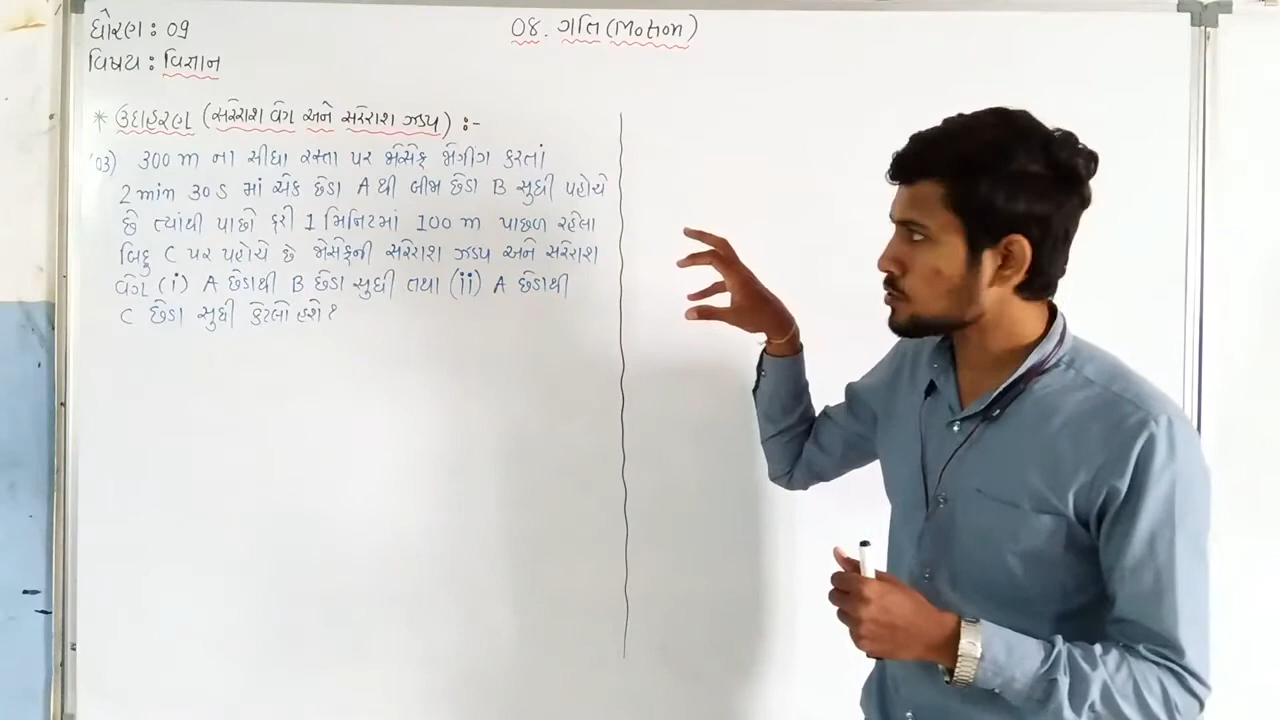 ધોરણ : 09
08. ગતિ (Motion)
વિષય : વિજ્ઞાન
* ઉદાહરણ (સરેરાશ વેગ અને સરેરાશ ઝડપ) :-
03) 300 m ના સીધા રસ્તા પર જોસેફ જોગીંગ કરતાં
2 min 30 s માં એક છેડા A થી બીજા છેડા B સુધી પહોચે
છે ત્યાંથી પાછો ફરી 1 મિનિટમાં 100 m પાછળ રહેલા
બિંદુ C પર પહોચે છે જોસેફની સરેરાશ ઝડપ અને સરેરાશ
વેગ (i) A છેડાથી B છેડા સુધી તથા (ii) A છેડાથી
C છેડા સુધી કેટલો હશે?